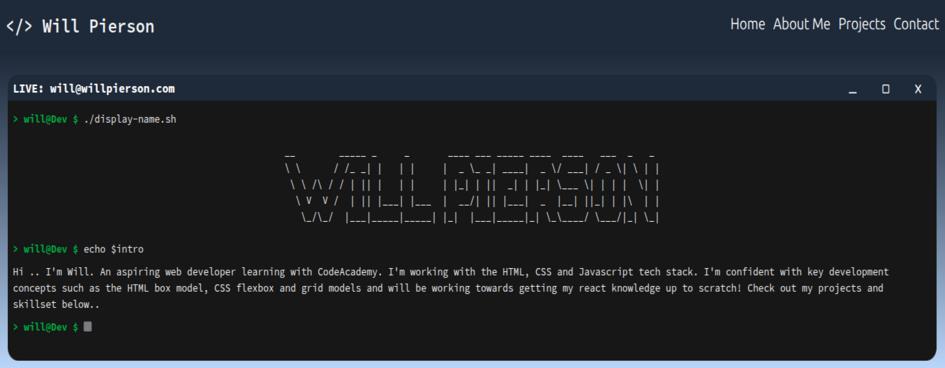 </> Will Pierson
Home About Me Projects Contact
LIVE: will@willpierson.com
_ □ X
> will@Dev $ ./display-name.sh
WILL PIERSON
> will@Dev $ echo $intro
Hi .. I'm Will. An aspiring web developer learning with CodeAcademy. I'm working with the HTML, CSS and Javascript tech stack. I'm confident with key development
concepts such as the HTML box model, CSS flexbox and grid models and will be working towards getting my react knowledge up to scratch! Check out my projects and
skillset below..
> will@Dev $